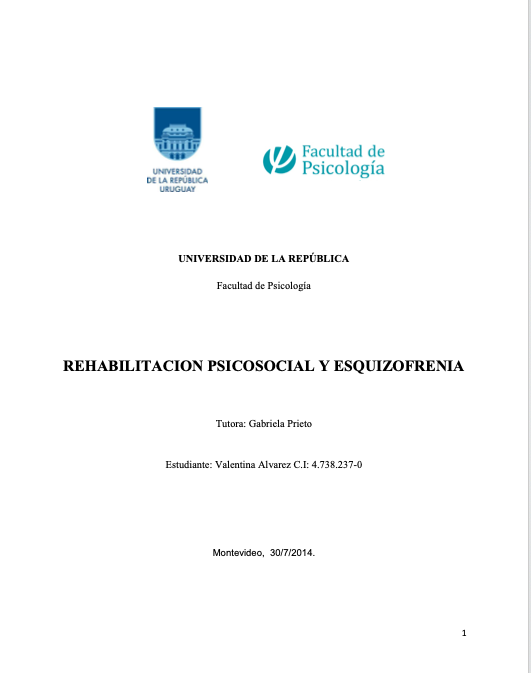 UNIVERSIDAD
DE LA REPÚBLICA
URUGUAY
Facultad de
Psicología
UNIVERSIDAD DE LA REPÚBLICA
Facultad de Psicología
REHABILITACION PSICOSOCIAL Y ESQUIZOFRENIA
Tutora: Gabriela Prieto
Estudiante: Valentina Alvarez C.I: 4.738.237-0
Montevideo, 30/7/2014.
1